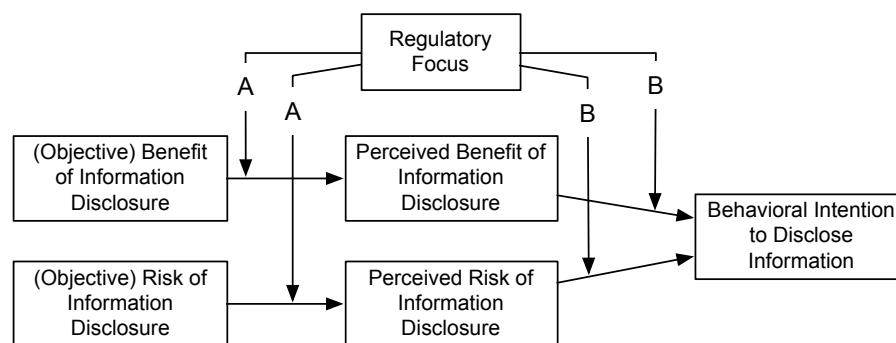 Regulatory
Focus
A
A
B
B
(Objective) Benefit
of Information
Disclosure
Perceived Benefit of
Information
Disclosure
Behavioral Intention
to Disclose
Information
(Objective) Risk of
Information
Disclosure
Perceived Risk of
Information
Disclosure